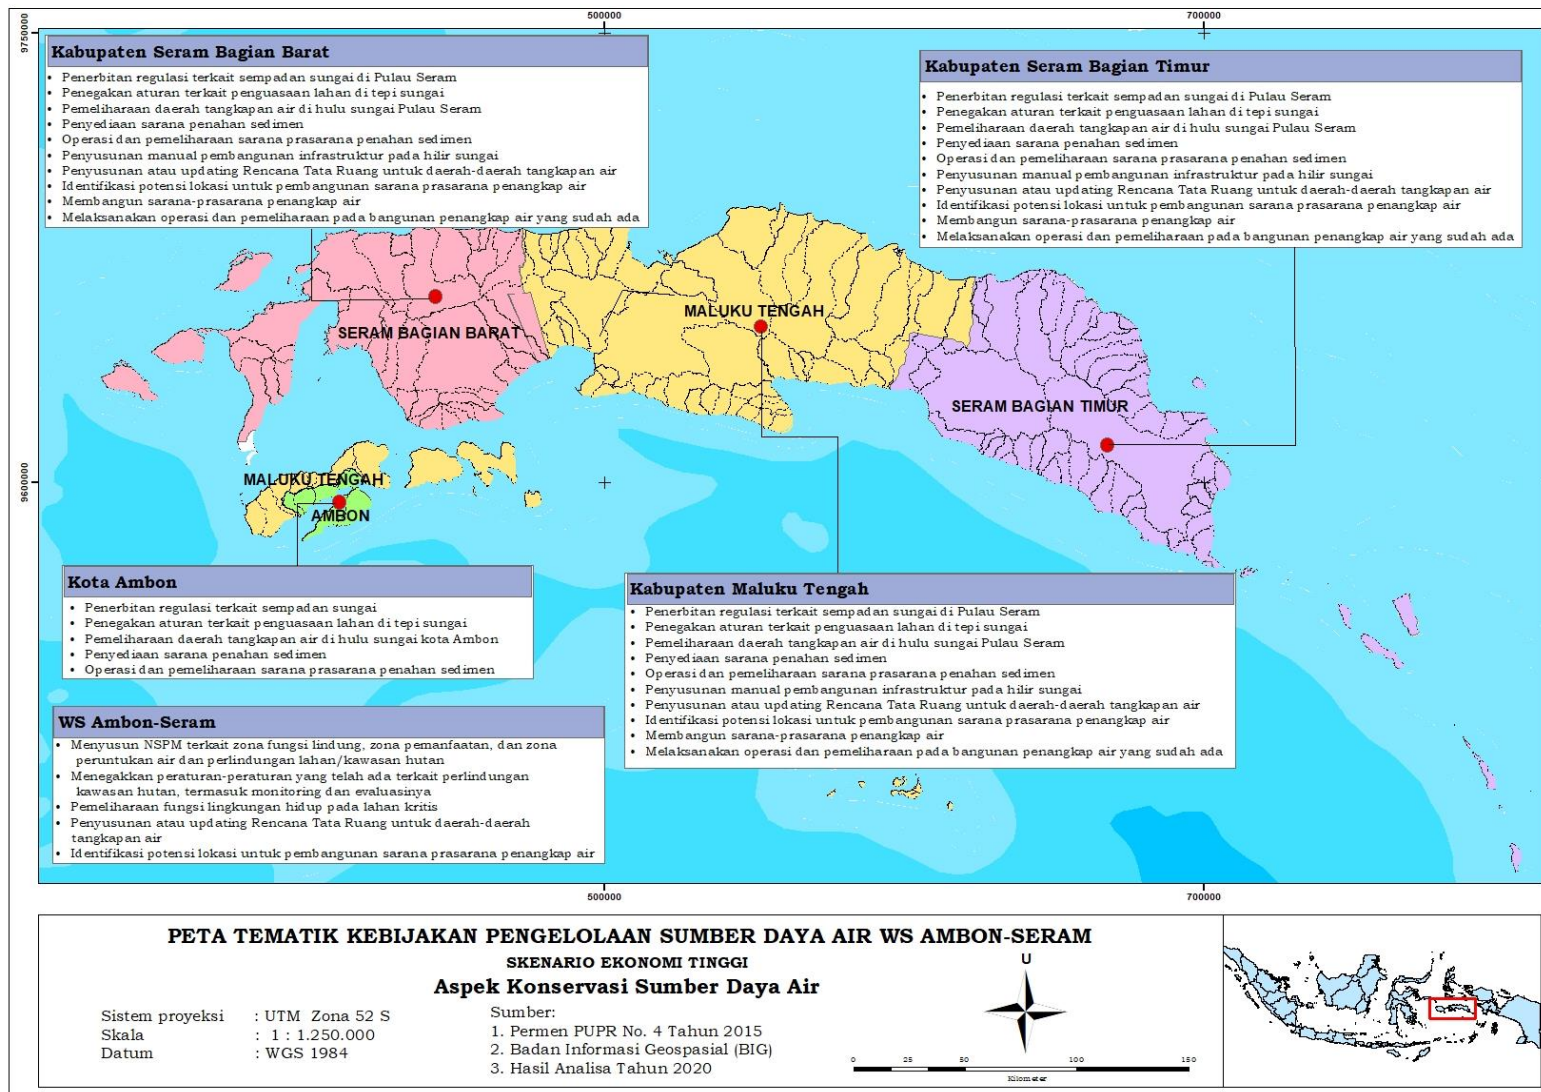 500000
700000
9750000
Kabupaten Seram Bagian Barat
• Penerbitan regulasi terkait sempadan sungai di Pulau Seram
• Penegakan aturan terkait penguasaan lahan di tepi sungai
• Pemeliharaan daerah tangkapan air di hulu sungai Pulau Seram
• Penyediaan sarana penahan sedimen
• Operasi dan pemeliharaan sarana prasarana penahan sedimen
• Penyusunan manual pembangunan infrastruktur pada hilir sungai
• Penyusunan atau updating Rencana Tata Ruang untuk daerah-daerah tangkapan air
• Identifikasi potensi lokasi untuk pembangunan sarana prasarana penangkap air
• Membangun sarana-prasarana penangkap air
• Melaksanakan operasi dan pemeliharaan pada bangunan penangkap air yang sudah ada
Kabupaten Seram Bagian Timur
• Penerbitan regulasi terkait sempadan sungai di Pulau Seram
• Penegakan aturan terkait penguasaan lahan di tepi sungai
• Pemeliharaan daerah tangkapan air di hulu sungai Pulau Seram
• Penyediaan sarana penahan sedimen
• Operasi dan pemeliharaan sarana prasarana penahan sedimen
• Penyusunan manual pembangunan infrastruktur pada hilir sungai
• Penyusunan atau updating Rencana Tata Ruang untuk daerah-daerah tangkapan air
• Identifikasi potensi lokasi untuk pembangunan sarana prasarana penangkap air
• Membangun sarana-prasarana penangkap air
• Melaksanakan operasi dan pemeliharaan pada bangunan penangkap air yang sudah ada
SERAM BAGIAN BARAT
MALUKU TENGAH
SERAM BAGIAN TIMUR
MALUKU TENGAH
AMBON
9600000
Kota Ambon
• Penerbitan regulasi terkait sempadan sungai
• Penegakan aturan terkait penguasaan lahan di tepi sungai
• Pemeliharaan daerah tangkapan air di hulu sungai kota Ambon
• Penyediaan sarana penahan sedimen
• Operasi dan pemeliharaan sarana prasarana penahan sedimen
Kabupaten Maluku Tengah
• Penerbitan regulasi terkait sempadan sungai di Pulau Seram
• Penegakan aturan terkait penguasaan lahan di tepi sungai
• Pemeliharaan daerah tangkapan air di hulu sungai Pulau Seram
• Penyediaan sarana penahan sedimen
• Operasi dan pemeliharaan sarana prasarana penahan sedimen
• Penyusunan manual pembangunan infrastruktur pada hilir sungai
• Penyusunan atau updating Rencana Tata Ruang untuk daerah-daerah tangkapan air
• Identifikasi potensi lokasi untuk pembangunan sarana prasarana penangkap air
• Membangun sarana-prasarana penangkap air
• Melaksanakan operasi dan pemeliharaan pada bangunan penangkap air yang sudah ada
WS Ambon-Seram
• Menyusun NSPM terkait zona fungsi lindung, zona pemanfaatan, dan zona
peruntukan air dan perlindungan lahan/kawasan hutan
• Menegakkan peraturan-peraturan yang telah ada terkait perlindungan
kawasan hutan, termasuk monitoring dan evaluasinya
• Pemeliharaan fungsi lingkungan hidup pada lahan kritis
• Penyusunan atau updating Rencana Tata Ruang untuk daerah-daerah
tangkapan air
• Identifikasi potensi lokasi untuk pembangunan sarana prasarana penangkap air
500000
700000
PETA TEMATIK KEBIJAKAN PENGELOLAAN SUMBER DAYA AIR WS AMBON-SERAM
SKENARIO EKONOMI TINGGI
Aspek Konservasi Sumber Daya Air
Sistem proyeksi : UTM Zona 52 S
Skala : 1 : 1.250.000
Datum : WGS 1984
Sumber:
1. Permen PUPR No. 4 Tahun 2015
2. Badan Informasi Geospasial (BIG)
3. Hasil Analisa Tahun 2020
U
0 25 50 100 150
Kilometer